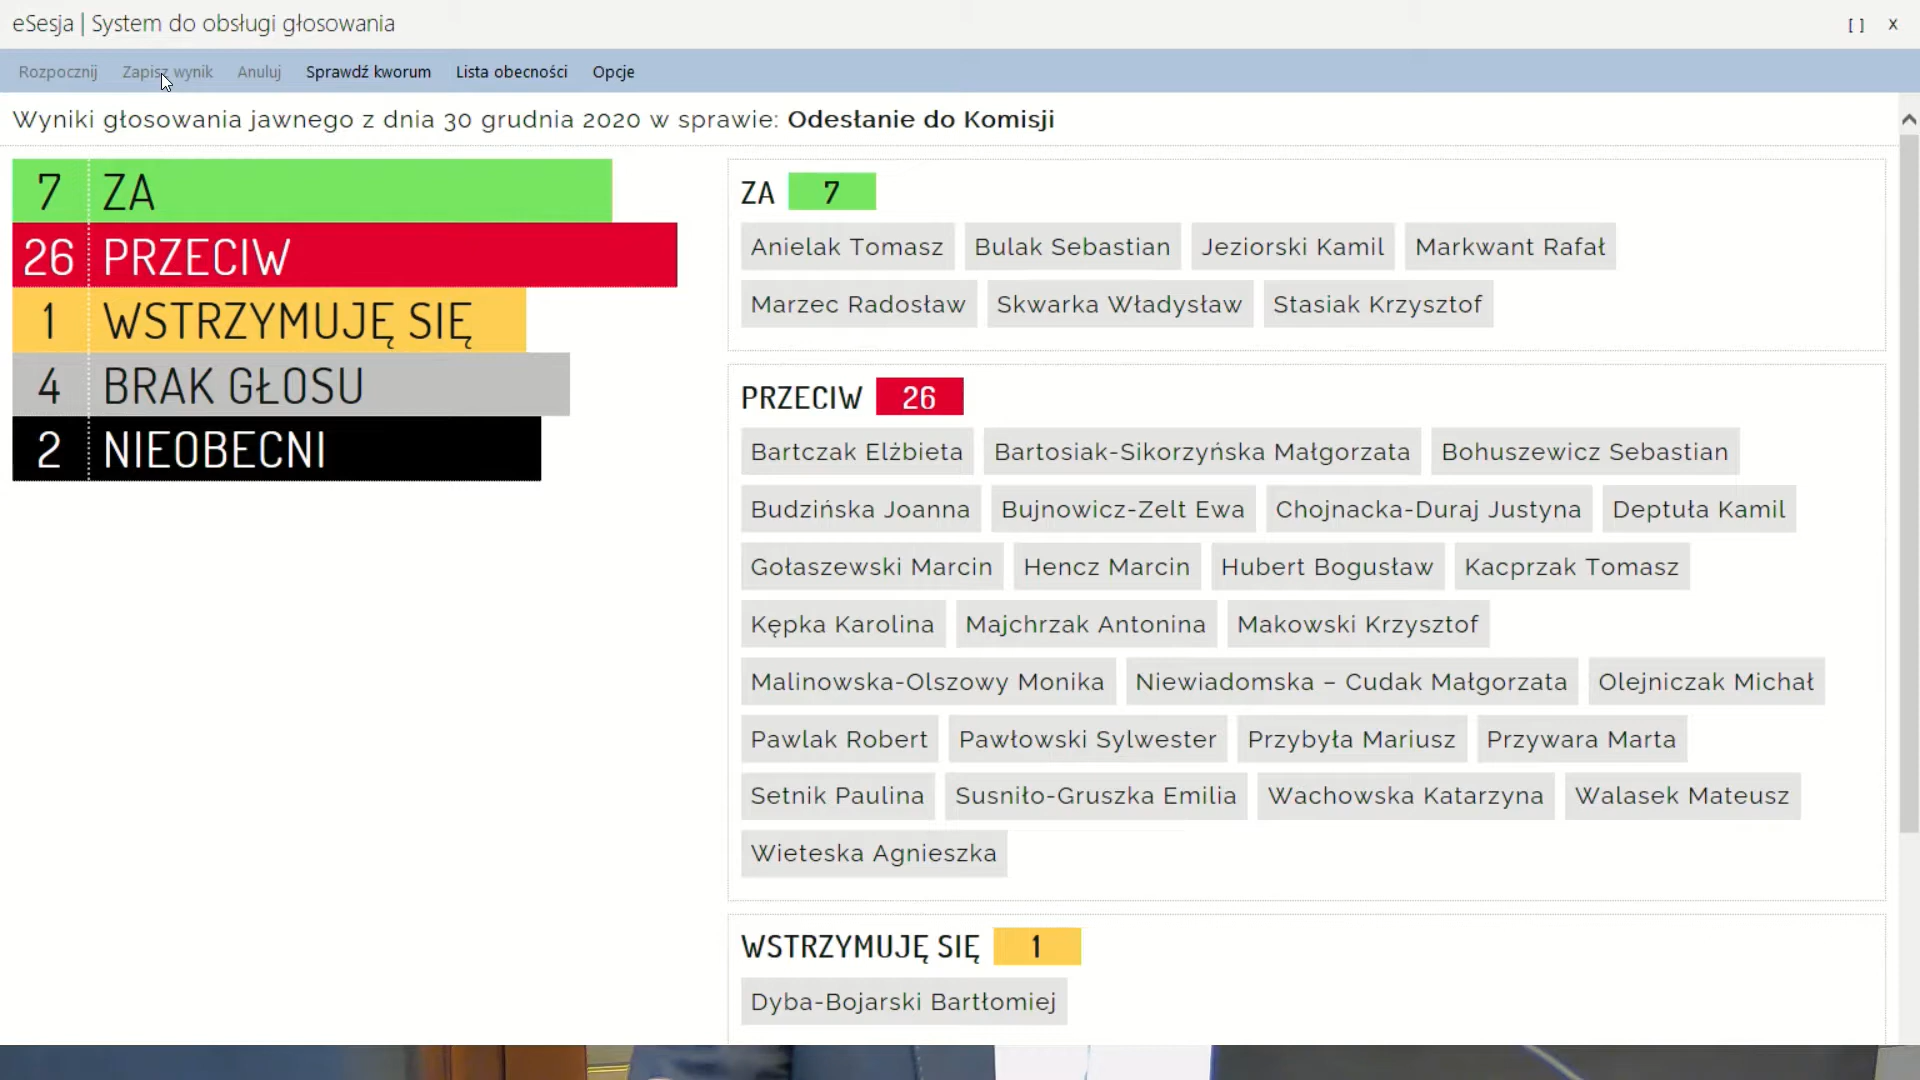 eSesja | System do obsługi głosowania
[ ] X
Rozpocznij Zapisz wynik Anuluj Sprawdź kworum Lista obecności Opcje
Wyniki głosowania jawnego z dnia 30 grudnia 2020 w sprawie: Odesłanie do Komisji
7 ZA
26 PRZECIW
1 WSTRZYMUJĘ SIĘ
4 BRAK GŁOSU
2 NIEOBECNI
ZA 7
Anielak Tomasz Bulak Sebastian Jeziorski Kamil Markwant Rafał
Marzec Radosław Skwarka Władysław Stasiak Krzysztof
PRZECIW 26
Bartczak Elżbieta Bartosiak-Sikorzyńska Małgorzata Bohuszewicz Sebastian
Budzińska Joanna Bujnowicz-Zelt Ewa Chojnacka-Duraj Justyna Deptuła Kamil
Gołaszewski Marcin Hencz Marcin Hubert Bogusław Kacprzak Tomasz
Kępka Karolina Majchrzak Antonina Makowski Krzysztof
Malinowska-Olszowy Monika Niewiadomska – Cudak Małgorzata Olejniczak Michał
Pawlak Robert Pawłowski Sylwester Przybyła Mariusz Przywara Marta
Setnik Paulina Susniło-Gruszka Emilia Wachowska Katarzyna Walasek Mateusz
Wieteska Agnieszka
WSTRZYMUJĘ SIĘ 1
Dyba-Bojarski Bartłomiej